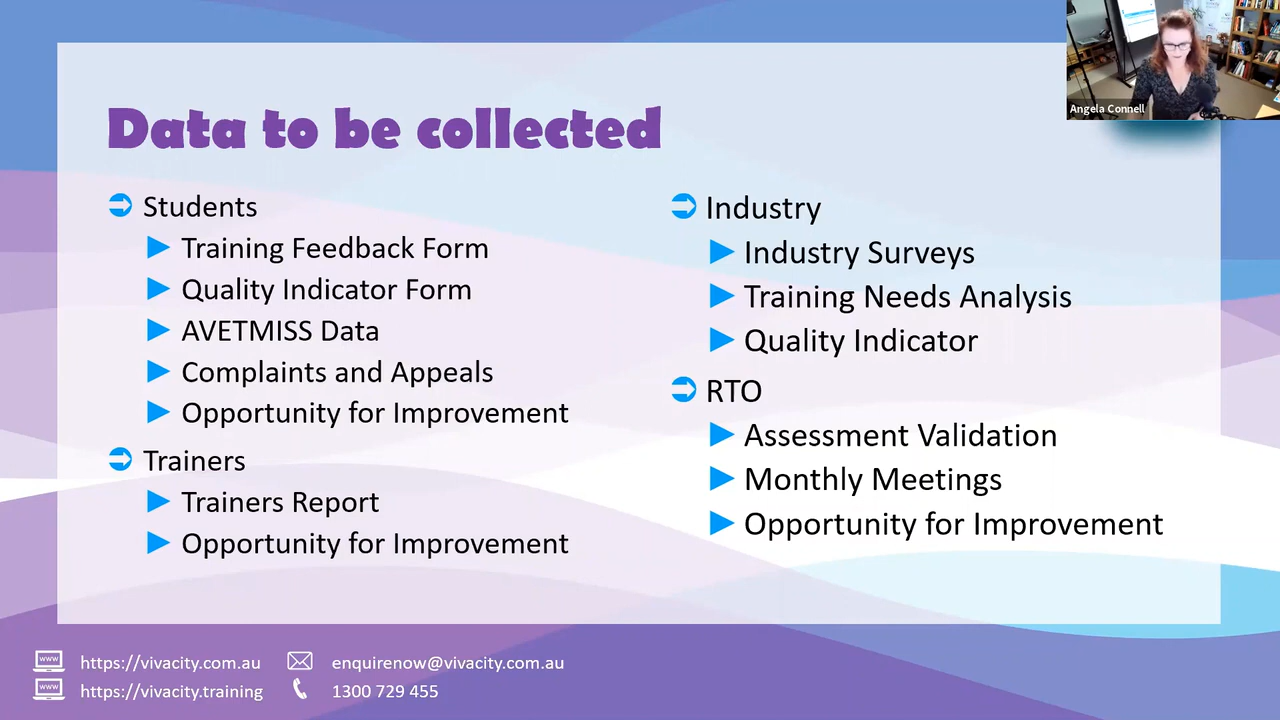 Angela Connell
Data to be collected
Students
Training Feedback Form
Quality Indicator Form
AVETMISS Data
Complaints and Appeals
Opportunity for Improvement
Trainers
Trainers Report
Opportunity for Improvement
Industry
Industry Surveys
Training Needs Analysis
Quality Indicator
RTO
Assessment Validation
Monthly Meetings
Opportunity for Improvement
www https://vivacity.com.au
www https://vivacity.training
enquirenow@vivacity.com.au
1300 729 455